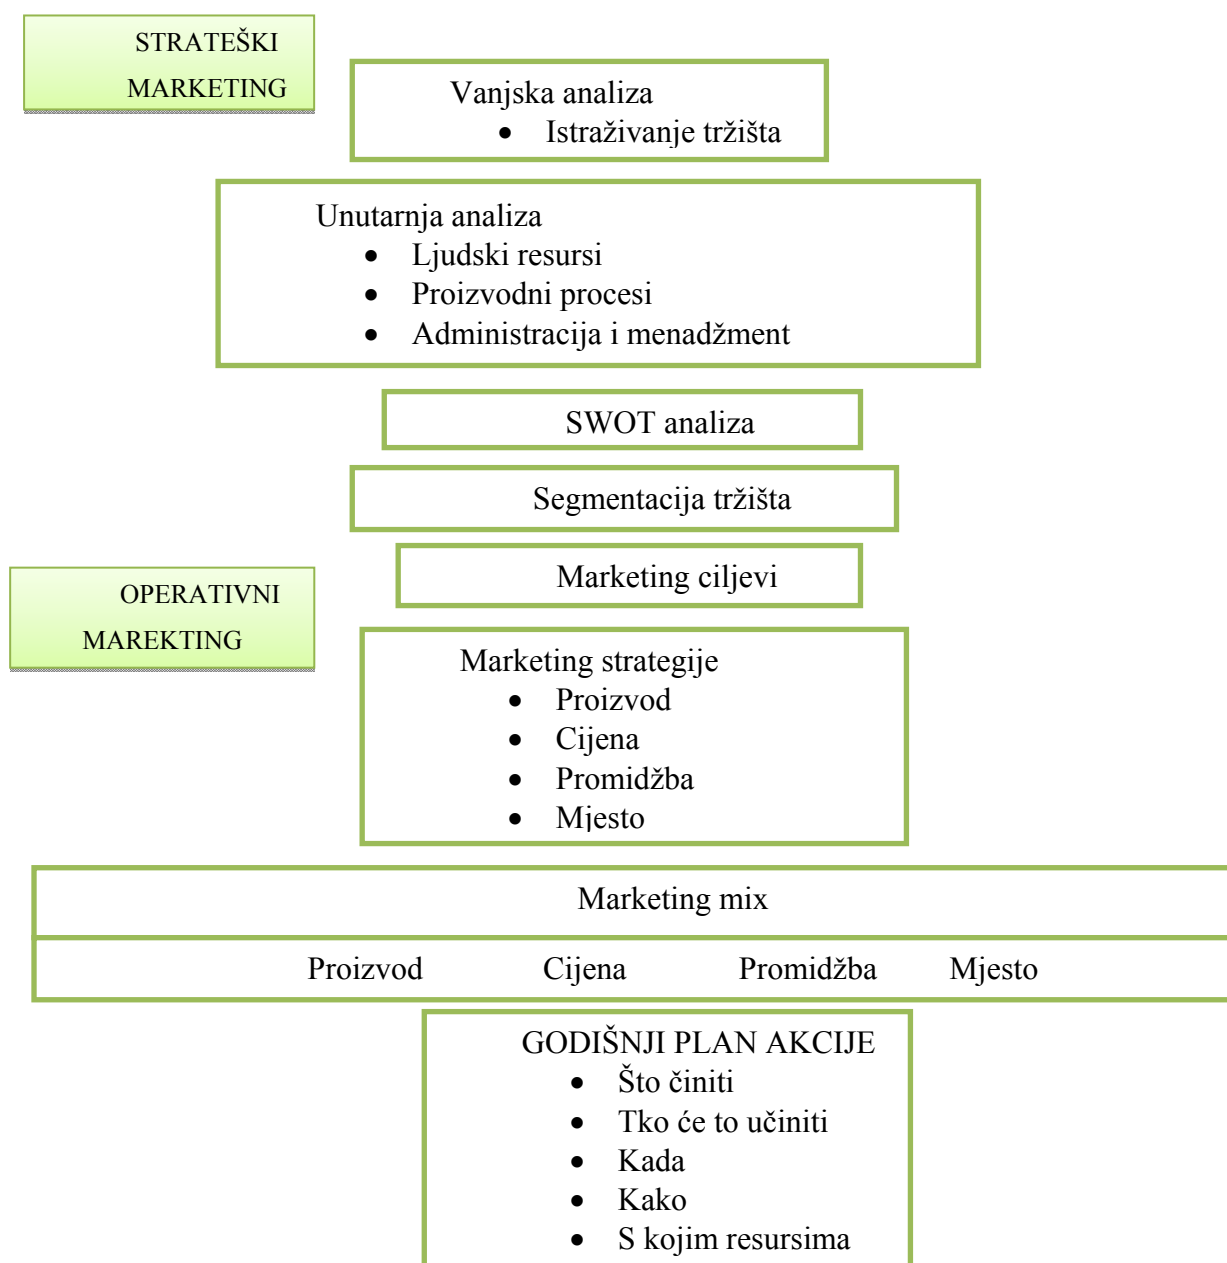 STRATEŠKI
MARKETING
Vanjska analiza
• Istraživanje tržišta
Unutarnja analiza
• Ljudski resursi
• Proizvodni procesi
• Administracija i menadžment
SWOT analiza
Segmentacija tržišta
Marketing ciljevi
OPERATIVNI
MAREKTING
Marketing strategije
• Proizvod
• Cijena
• Promidžba
• Mjesto
Marketing mix
Proizvod Cijena Promidžba Mjesto
GODIŠNJI PLAN AKCIJE
• Što činiti
• Tko će to učiniti
• Kada
• Kako
• S kojim resursima